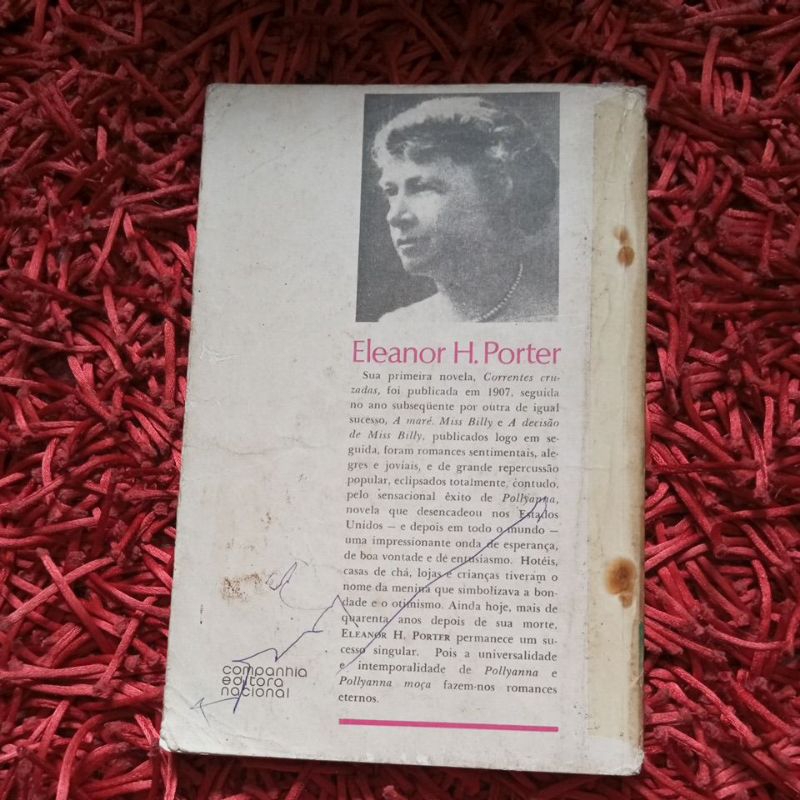 Eleanor H. Porter
Sua primeira novela, Correntes cru-
zadas, foi publicada em 1907, seguida
no ano subseqüente por outra de igual
sucesso, A maré. Miss Billy e A decisão
de Miss Billy, publicados logo em se-
guida, foram romances sentimentais, ale-
gres e joviais, e de grande repercussão
popular, eclipsados totalmente, contudo,
pelo sensacional êxito de Pollyanna,
novela que desencadeou nos Estados
Unidos — e depois em todo o mundo —
uma impressionante onda de esperança,
de boa vontade e de entusiasmo. Hotéis,
casas de chá, lojas e crianças tiveram o
nome da menina que simbolizava a bon-
dade e o otimismo. Ainda hoje, mais de
quarenta anos depois de sua morte,
ELEANOR H. PORTER permanece um su-
cesso singular. Pois a universalidade
e intemporalidade de Pollyanna e
Pollyanna moça fazem-nos romances
eternos.
companhia
editora
nacional